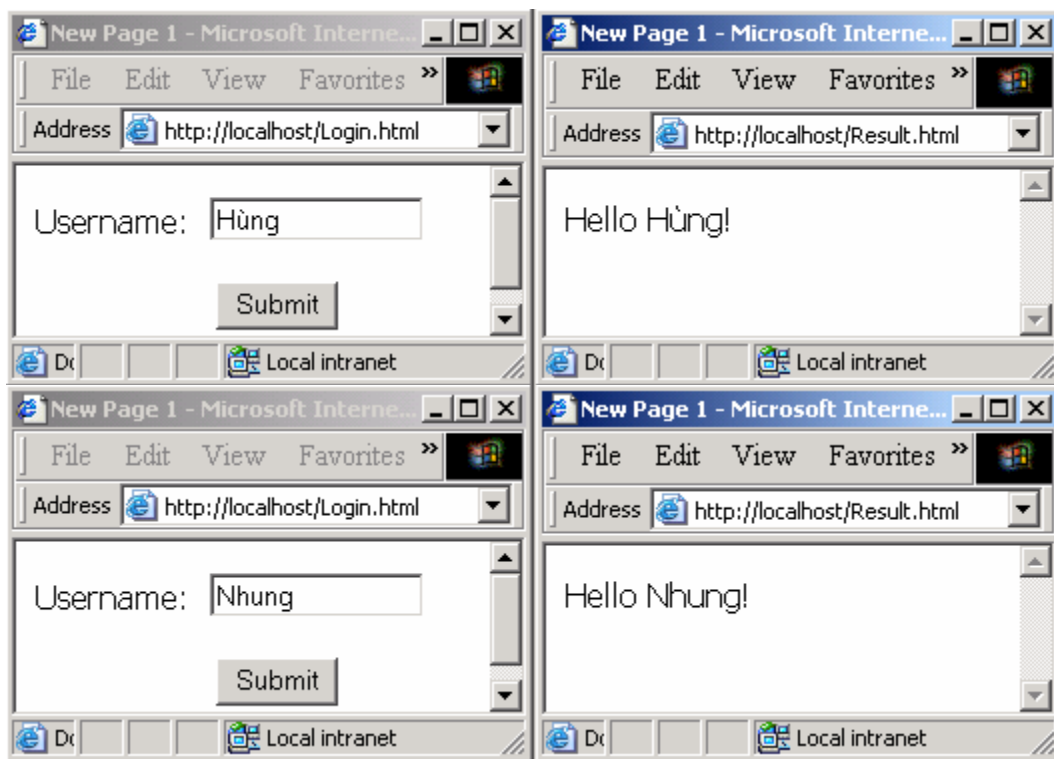 New Page 1 - Microsoft Interne...
File Edit View Favorites »
Address http://localhost/Login.html
Username: Hùng
Submit
Local intranet
New Page 1 - Microsoft Interne...
File Edit View Favorites »
Address http://localhost/Result.html
Hello Hùng!
Local intranet
New Page 1 - Microsoft Interne...
File Edit View Favorites »
Address http://localhost/Login.html
Username: Nhung
Submit
Local intranet
New Page 1 - Microsoft Interne...
File Edit View Favorites »
Address http://localhost/Result.html
Hello Nhung!
Local intranet